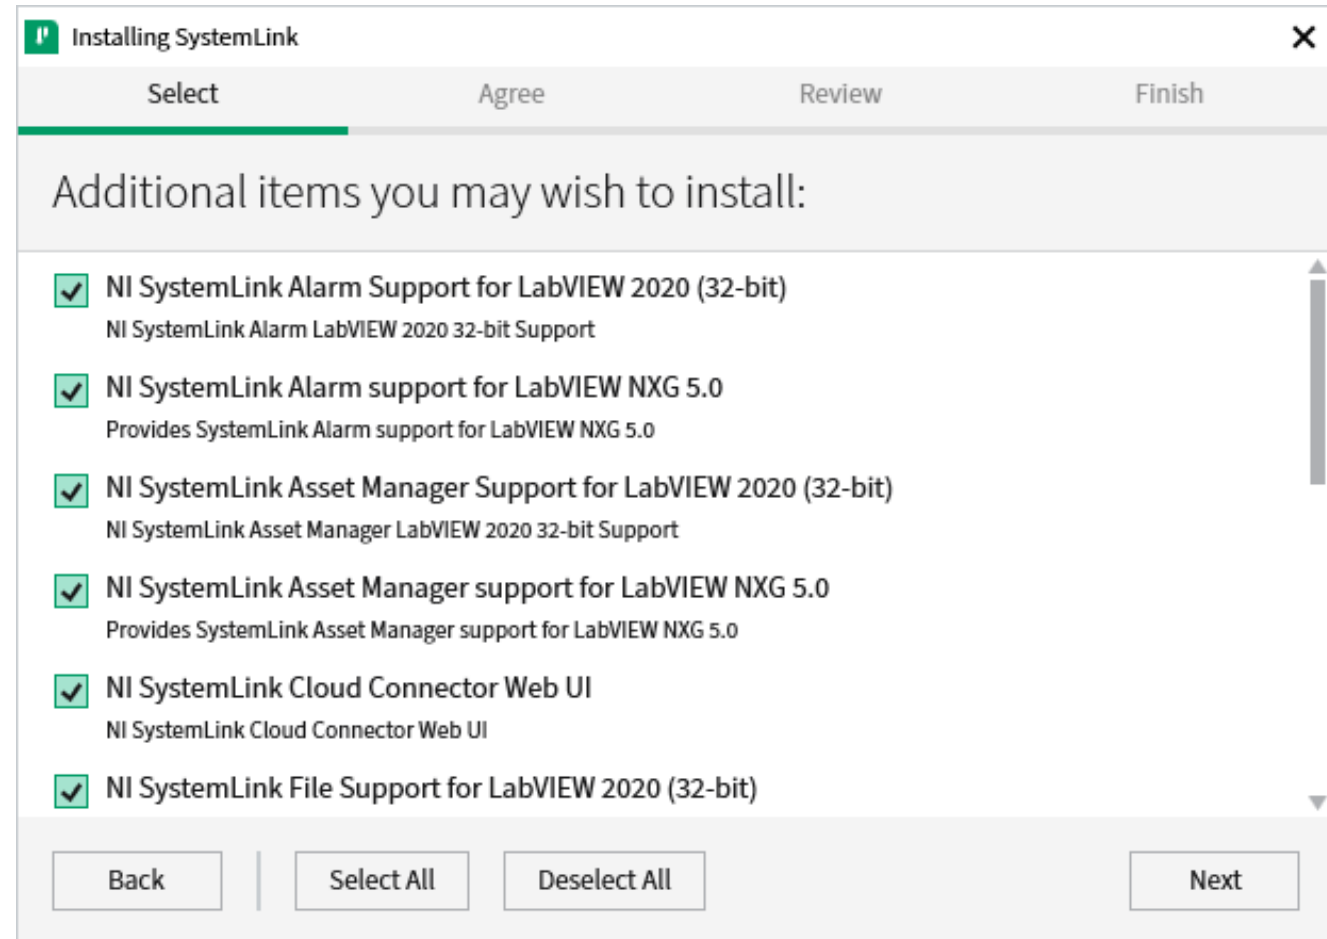 Installing SystemLink
Select
Agree
Review
Finish
Additional items you may wish to install:
NI SystemLink Alarm Support for LabVIEW 2020 (32-bit)
NI SystemLink Alarm LabVIEW 2020 32-bit Support
NI SystemLink Alarm support for LabVIEW NXG 5.0
Provides SystemLink Alarm support for LabVIEW NXG 5.0
NI SystemLink Asset Manager Support for LabVIEW 2020 (32-bit)
NI SystemLink Asset Manager LabVIEW 2020 32-bit Support
NI SystemLink Asset Manager support for LabVIEW NXG 5.0
Provides SystemLink Asset Manager support for LabVIEW NXG 5.0
NI SystemLink Cloud Connector Web UI
NI SystemLink Cloud Connector Web UI
NI SystemLink File Support for LabVIEW 2020 (32-bit)
Back
Select All
Deselect All
Next